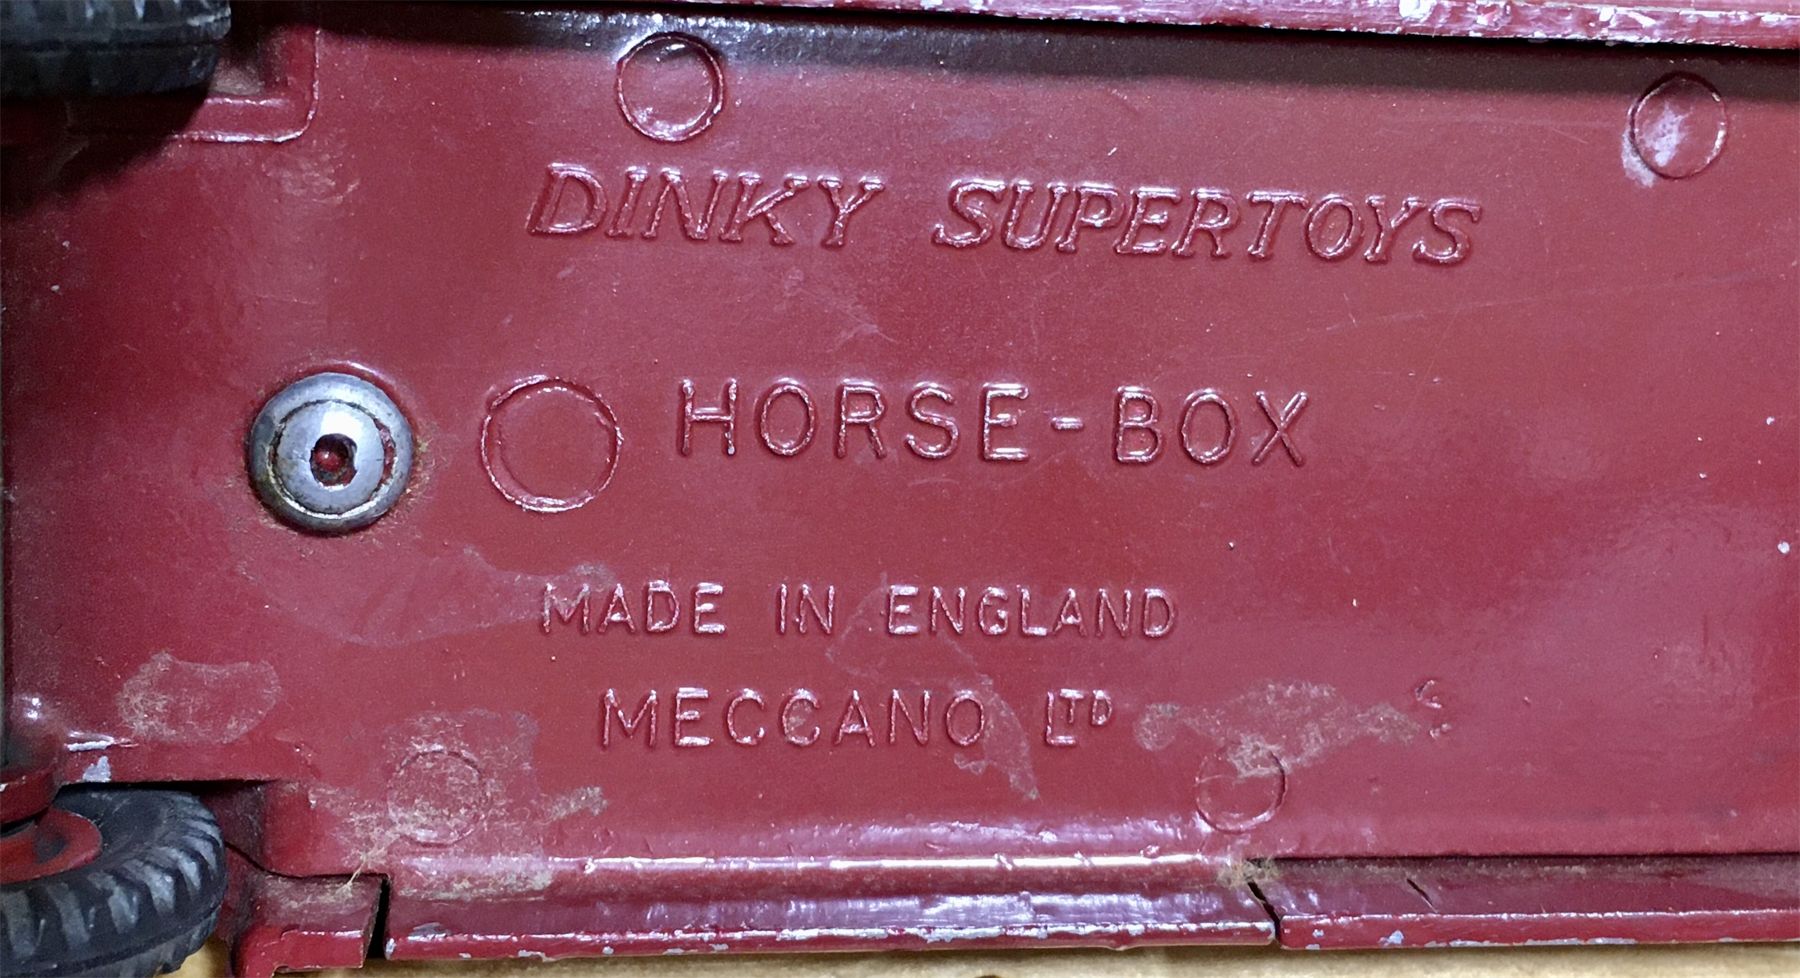 DINKY SUPERTOYS
HORSE-BOX
MADE IN ENGLAND
MECCANO LTD